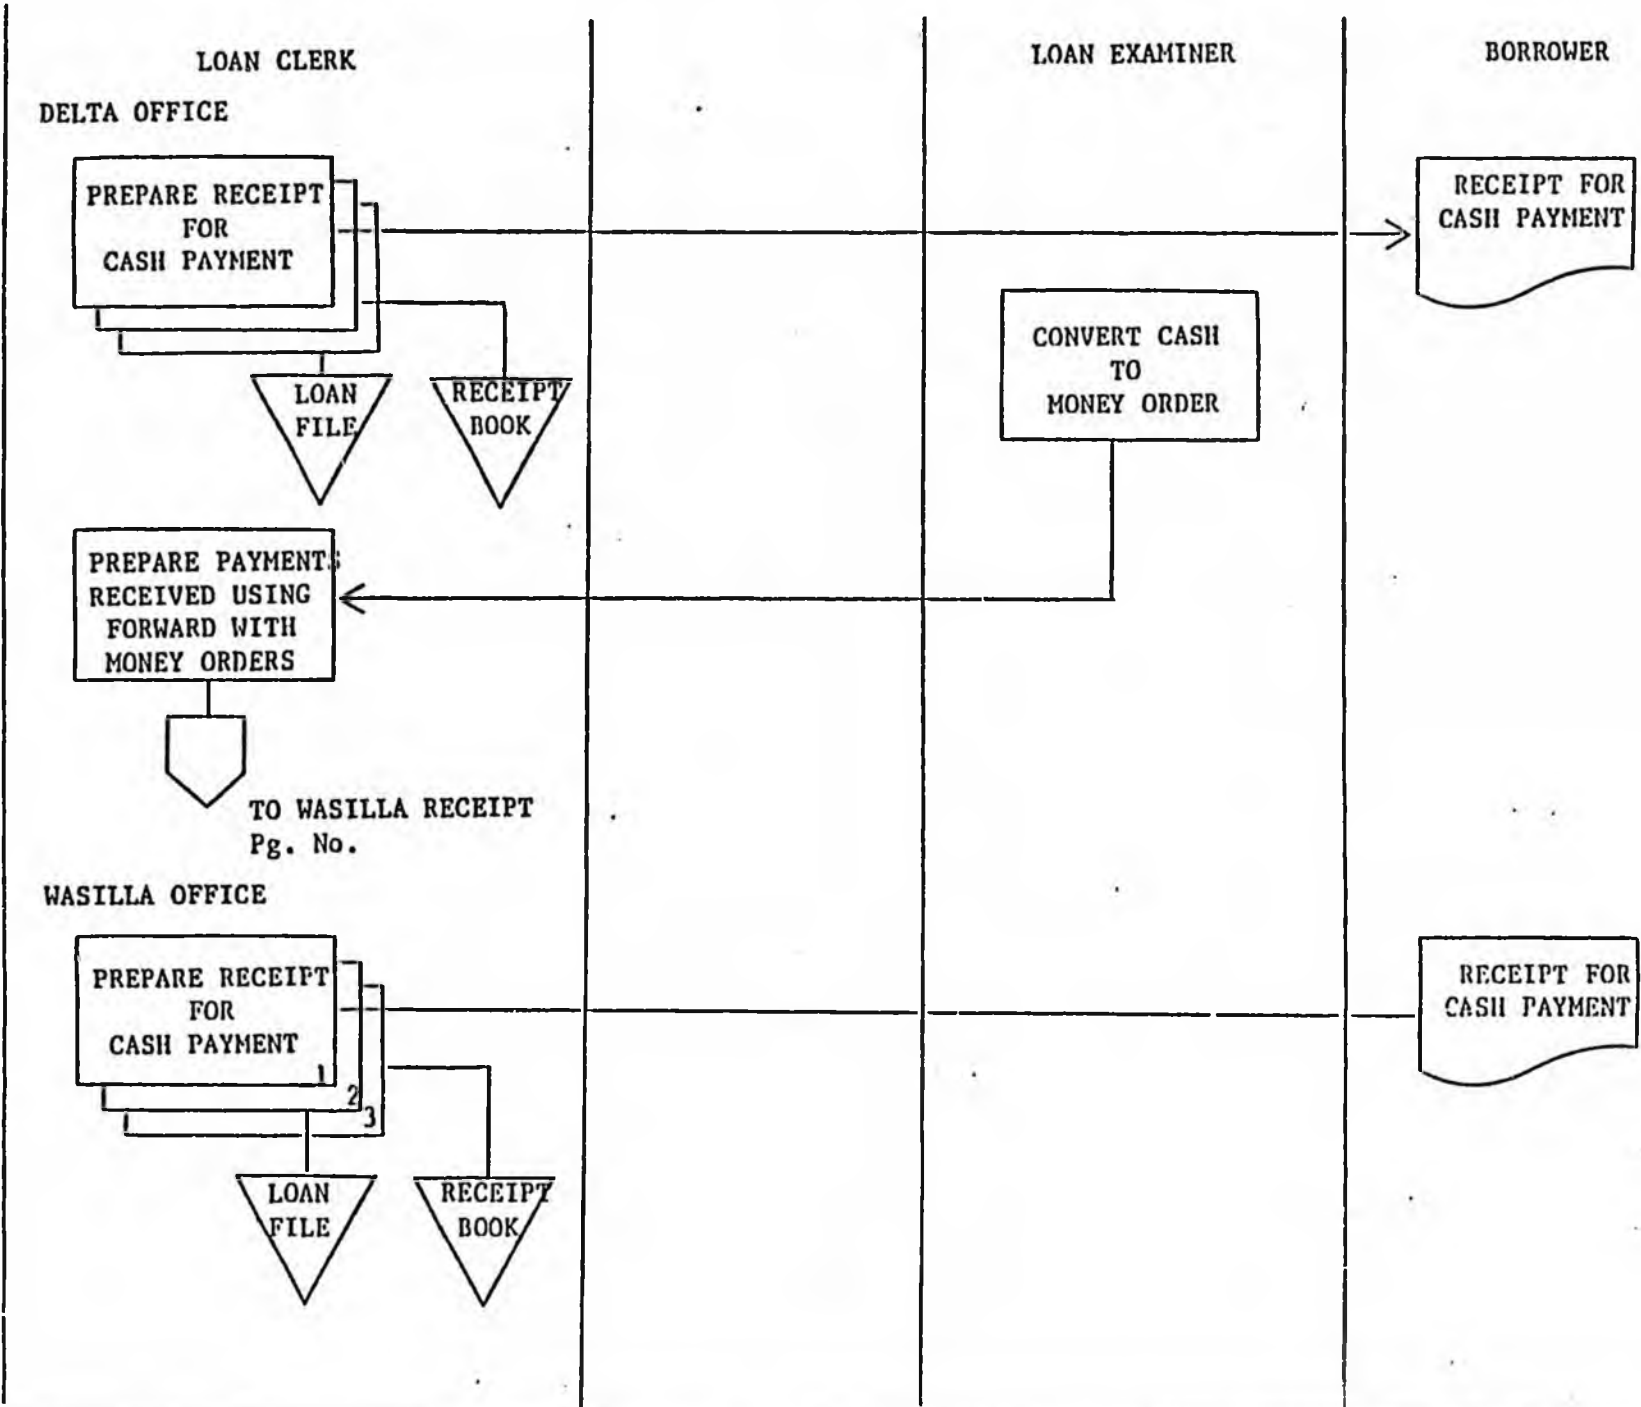 LOAN CLERK
LOAN EXAMINER
BORROWER
DELTA OFFICE
PREPARE RECEIPT
FOR
CASH PAYMENT
RECEIPT FOR
CASH PAYMENT
CONVERT CASH
TO
MONEY ORDER
LOAN
FILE
RECEIPT
BOOK
PREPARE PAYMENTS
RECEIVED USING
FORWARD WITH
MONEY ORDERS
TO WASILLA RECEIPT
Pg. No.
WASILLA OFFICE
PREPARE RECEIPT
FOR
CASH PAYMENT
1
2
3
RECEIPT FOR
CASH PAYMENT
LOAN
FILE
RECEIPT
BOOK